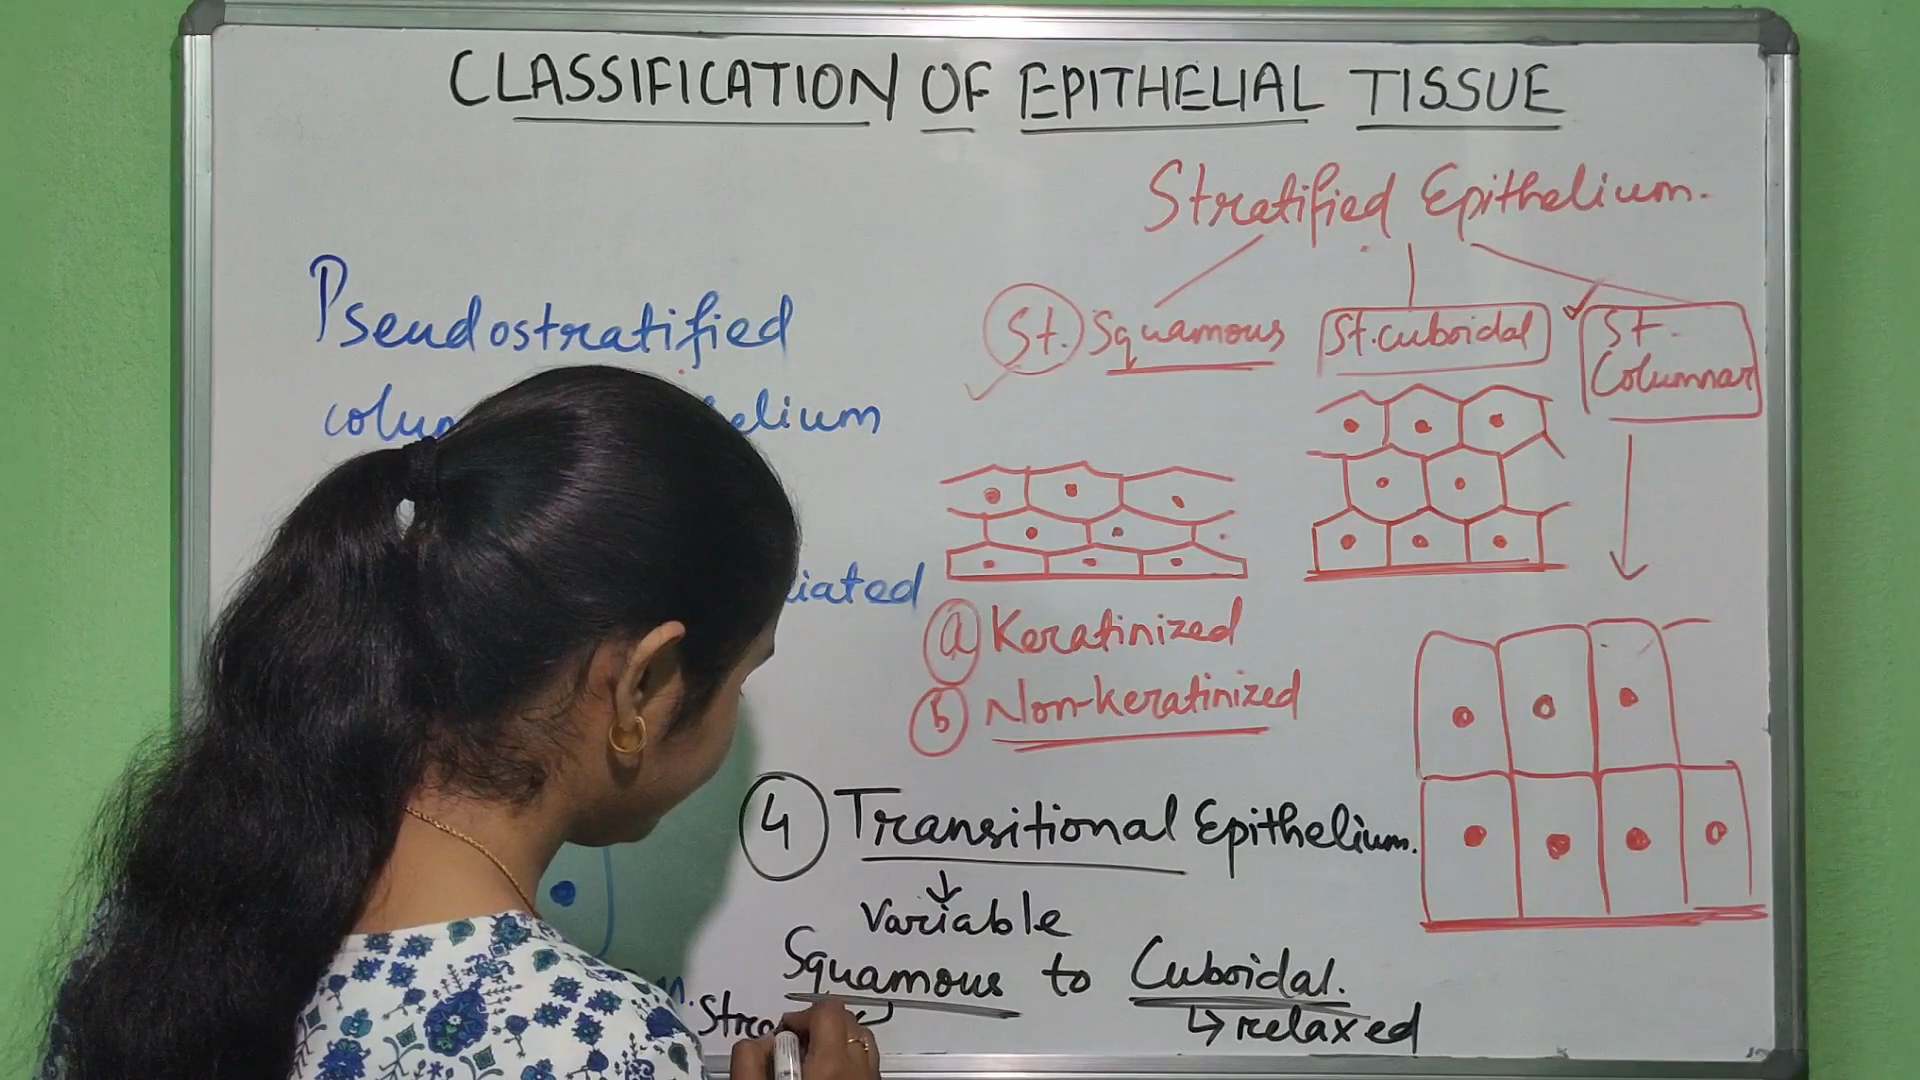 CLASSIFICATION OF EPITHELIAL TISSUE
Stratified Epithelium.
Pseudostratified
St. Squamous
St. cuboidal
St.
Columnar
a Keratinized
b Non-keratinized
4 Transitional Epithelium.
Variable
Squamous to Cuboidal.
relaxed